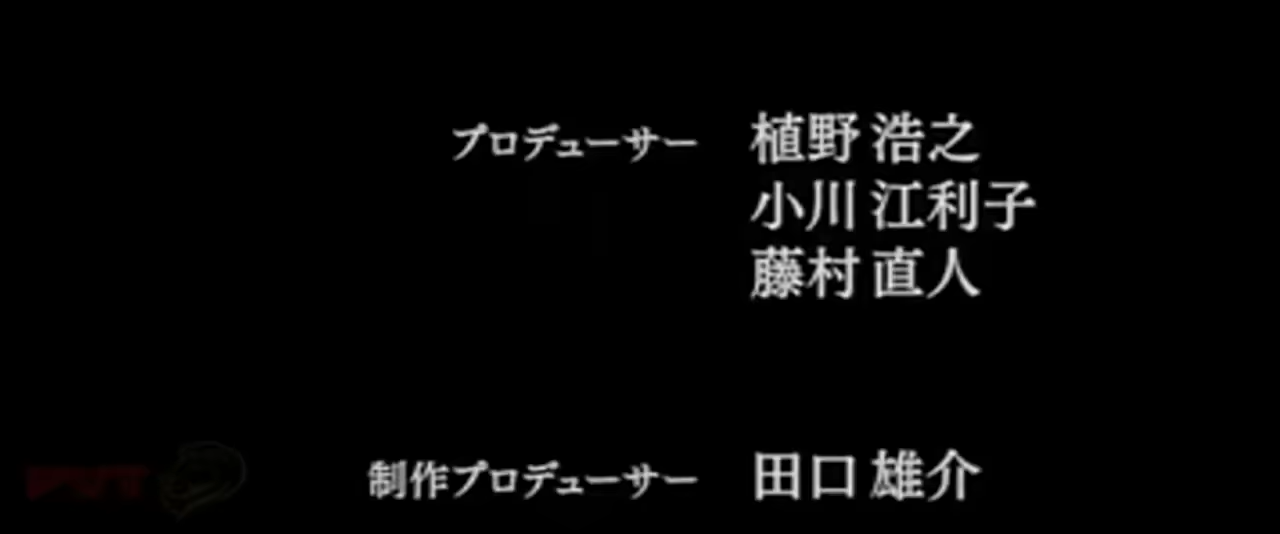 プロデューサー 植野 浩之
小川 江利子
藤村 直人
制作プロデューサー 田口 雄介